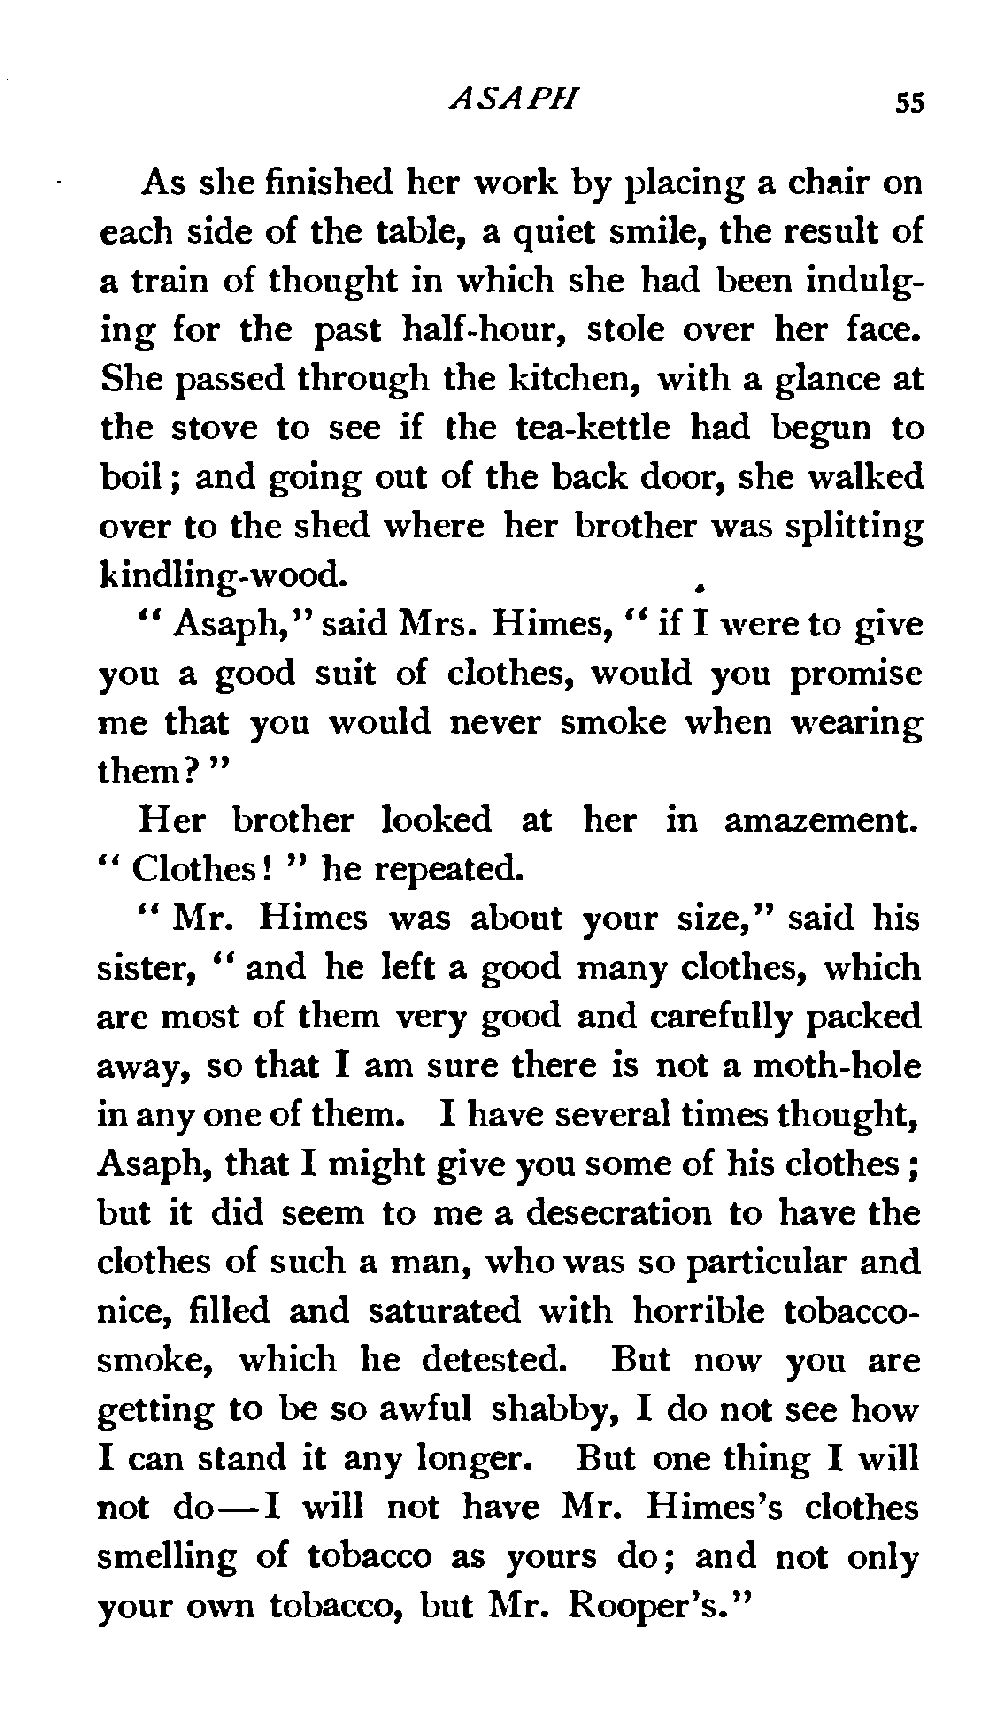 ASAPH 55
As she finished her work by placing a chair on
each side of the table, a quiet smile, the result of
a train of thought in which she had been indulg-
ing for the past half-hour, stole over her face.
She passed through the kitchen, with a glance at
the stove to see if the tea-kettle had begun to
boil; and going out of the back door, she walked
over to the shed where her brother was splitting
kindling-wood.
“Asaph,” said Mrs. Himes, “if I were to give
you a good suit of clothes, would you promise
me that you would never smoke when wearing
them?”
Her brother looked at her in amazement.
“Clothes!” he repeated.
“Mr. Himes was about your size,” said his
sister, “and he left a good many clothes, which
are most of them very good and carefully packed
away, so that I am sure there is not a moth-hole
in any one of them. I have several times thought,
Asaph, that I might give you some of his clothes;
but it did seem to me a desecration to have the
clothes of such a man, who was so particular and
nice, filled and saturated with horrible tobacco-
smoke, which he detested. But now you are
getting to be so awful shabby, I do not see how
I can stand it any longer. But one thing I will
not do—I will not have Mr. Himes's clothes
smelling of tobacco as yours do; and not only
your own tobacco, but Mr. Rooper's.”